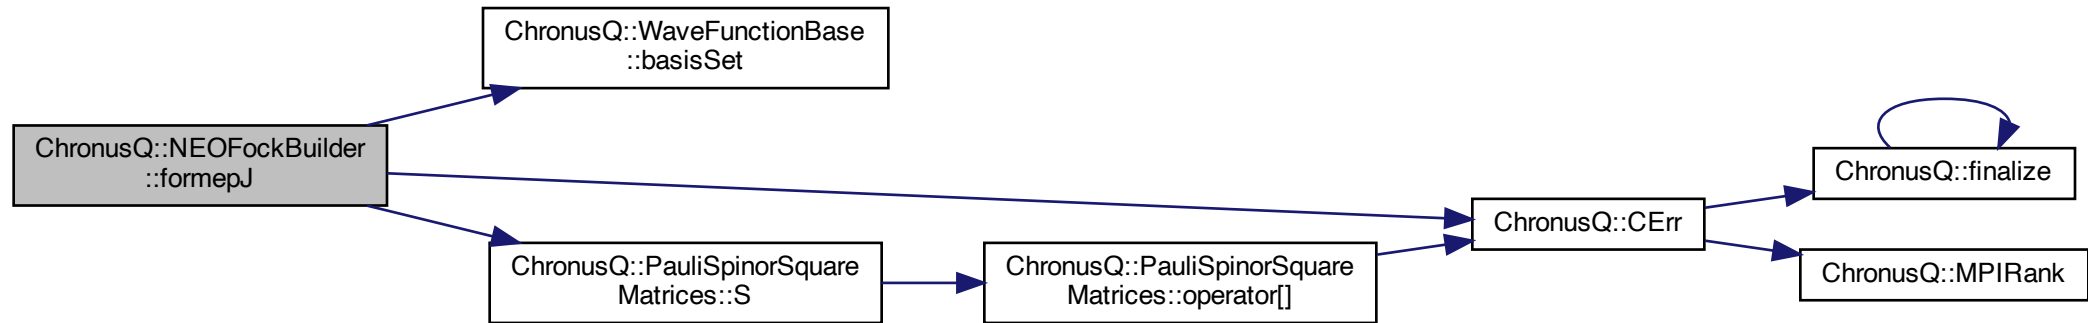 ChronusQ::NEOFockBuilder
::formepJ
ChronusQ::WaveFunctionBase
::basisSet
ChronusQ::PauliSpinorSquare
Matrices::S
ChronusQ::PauliSpinorSquare
Matrices::operator[]
ChronusQ::CErr
ChronusQ::finalize
ChronusQ::MPIRank